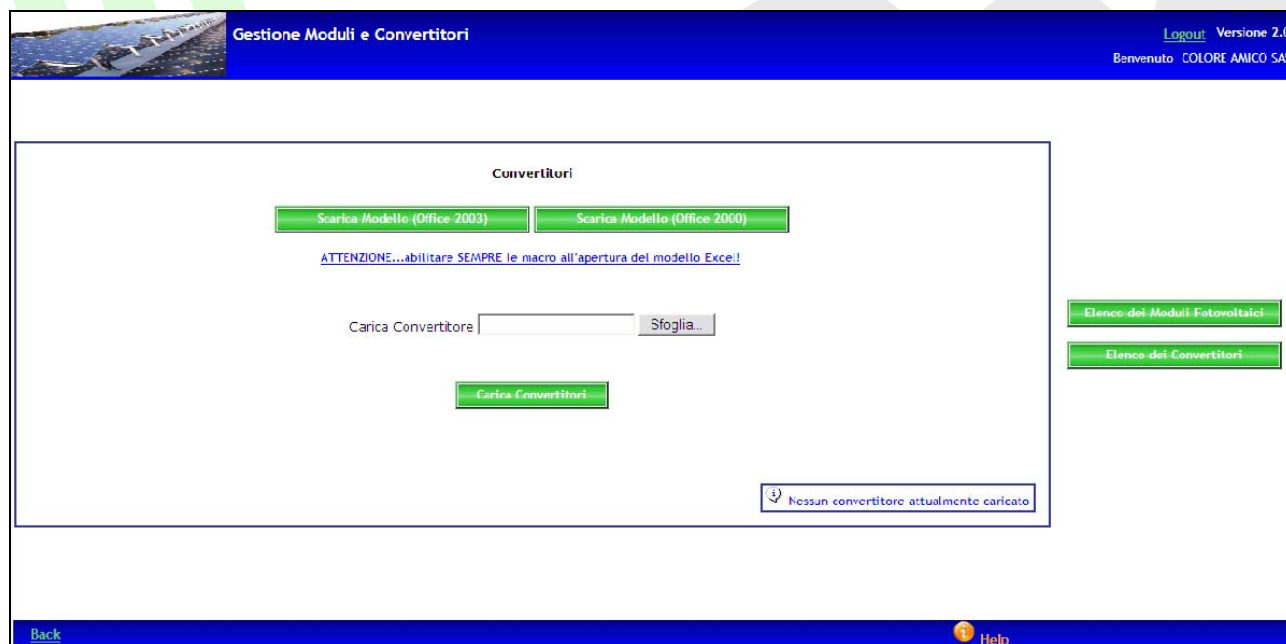 Gestione Moduli e Convertitori
Logout Versione 2.0
Benvenuto COLORE AMICO SAS
Convertitori
Scarica Modello (Office 2003) Scarica Modello (Office 2000)
ATTENZIONE...abilitare SEMPRE le macro all'apertura del modello Excel!
Carica Convertitore Sfoglia...
Carica Convertitori
Elenco dei Moduli Fotovoltaici
Elenco dei Convertitori
Nessun convertitore attualmente caricato
Back Help